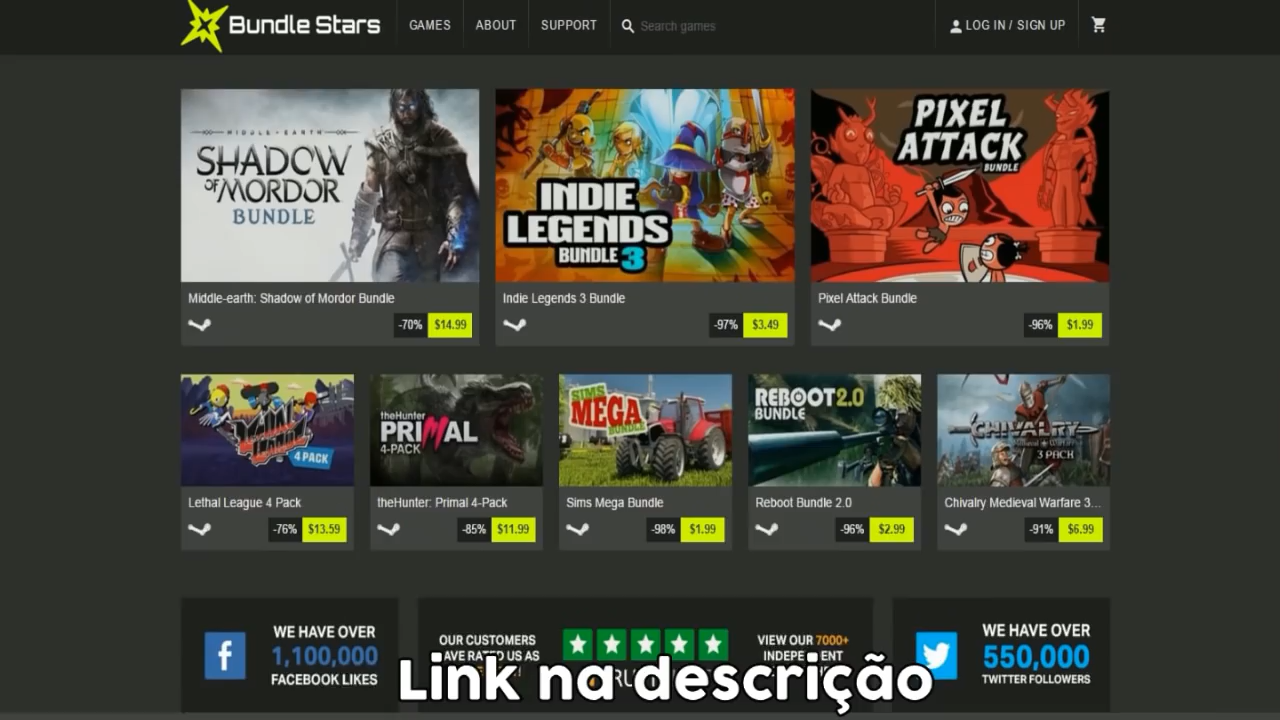 Bundle Stars
GAMES
ABOUT
SUPPORT
Search games
LOG IN / SIGN UP
MIDDLE-EARTH
SHADOW
OF MORDOR
BUNDLE
INDIE
LEGENDS
BUNDLE 3
PIXEL
ATTACK
BUNDLE
Middle-earth: Shadow of Mordor Bundle
-70% $14.99
Indie Legends 3 Bundle
-97% $3.49
Pixel Attack Bundle
-96% $1.99
4 PACK
theHunter
PRIMAL
4-PACK
SIMS
MEGA
BUNDLE
REBOOT 2.0
BUNDLE
CHIVALRY
3 PACK
Lethal League 4 Pack
-76% $13.59
theHunter: Primal 4-Pack
-85% $11.99
Sims Mega Bundle
-98% $1.99
Reboot Bundle 2.0
-96% $2.99
Chivalry Medieval Warfare 3...
-91% $6.99
WE HAVE OVER
1,100,000
FACEBOOK LIKES
OUR CUSTOMERS
RATED US AS
VIEW OUR 7000+
WE HAVE OVER
550,000
TWITTER FOLLOWERS
Link na descrição